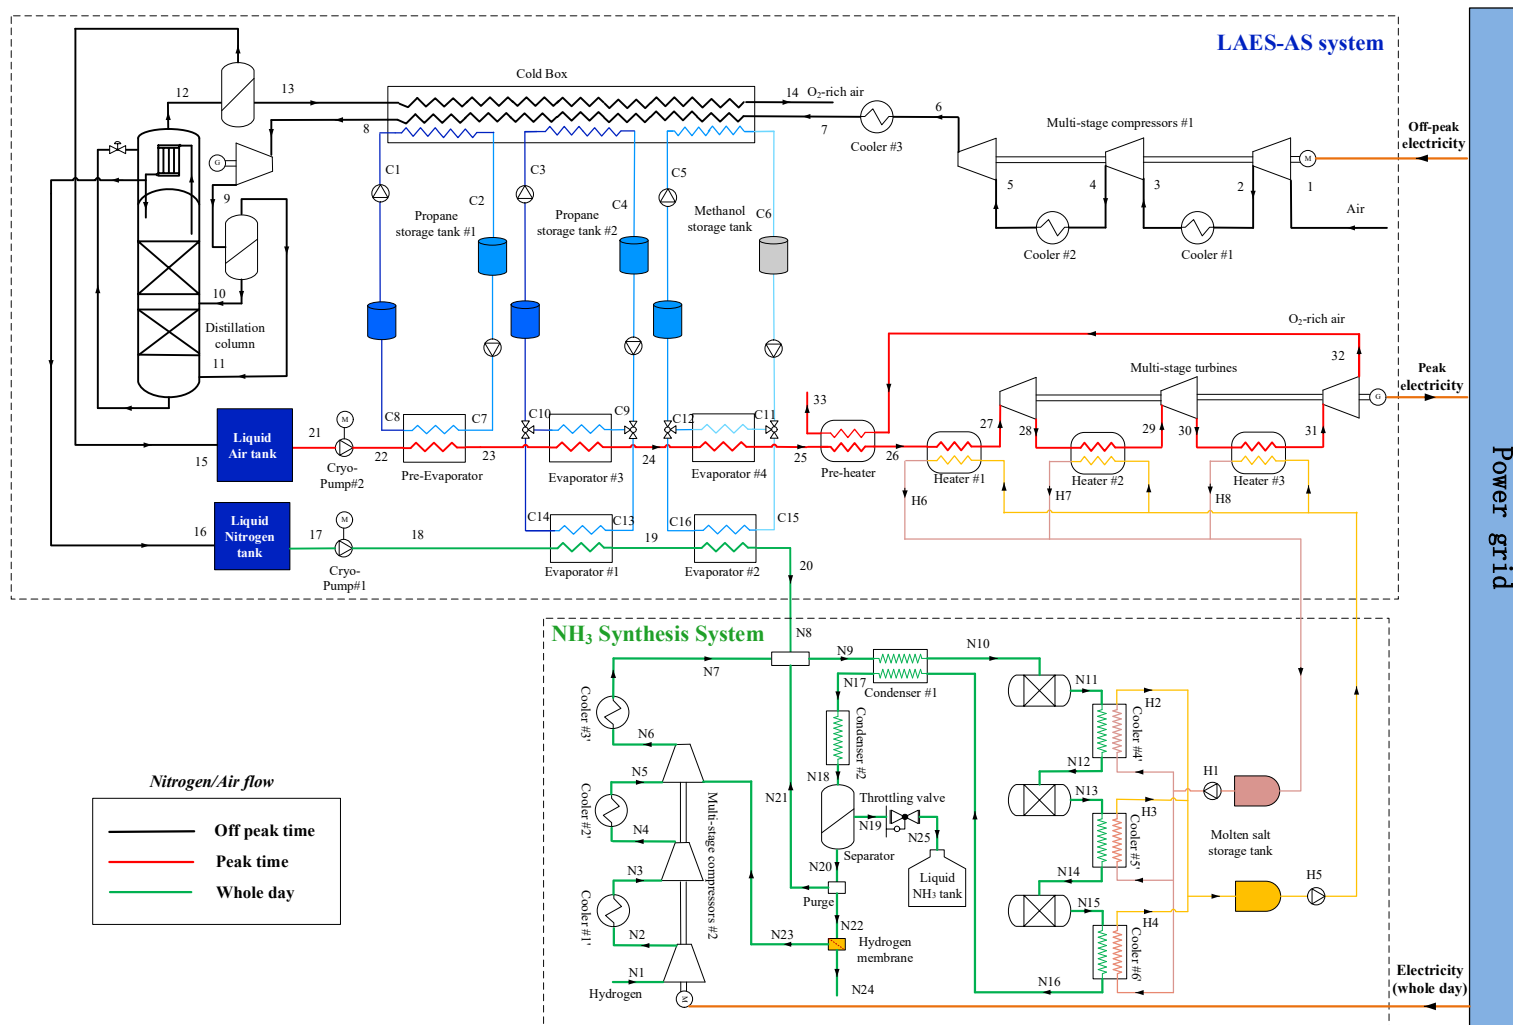 LAES-AS system
Cold Box
12
13
14
O₂-rich air
8
7
6
Cooler #3
Multi-stage compressors #1
Off-peak
electricity
M
G
9
C1
C2
C3
C4
C5
C6
5
4
3
2
1
Air
Propane
storage tank #1
Propane
storage tank #2
Methanol
storage tank
Cooler #2
Cooler #1
10
Distillation
column
11
O₂-rich air
32
Multi-stage turbines
Peak
electricity
G
33
27
28
29
30
31
C8
C7
C10
C9
C12
C11
Liquid
Air tank
15
21
M
Cryo-
Pump#2
22
23
24
25
26
Pre-Evaporator
Evaporator #3
Evaporator #4
Pre-heater
Heater #1
Heater #2
Heater #3
H6
H7
H8
Power grid
Liquid
Nitrogen
tank
16
17
M
Cryo-
Pump#1
18
C14
C13
C16
C15
19
20
Evaporator #1
Evaporator #2
NH₃ Synthesis System
N8
N7
N9
N10
N17
Condenser #1
N11
H2
Cooler #3'
Condenser #2
Cooler #4'
N6
N12
N18
H1
N5
N21
Throttling valve
N13
H3
Cooler #2'
Multi-stage compressors #2
N19
N25
Cooler #5'
Molten salt
storage tank
N4
Separator
N20
Liquid
NH₃ tank
N14
N3
Purge
N15
H4
H5
Cooler #1'
N22
N23
Hydrogen
membrane
Cooler #6'
N2
N1
Hydrogen
M
N24
N16
Electricity
(whole day)
Nitrogen/Air flow
Off peak time
Peak time
Whole day